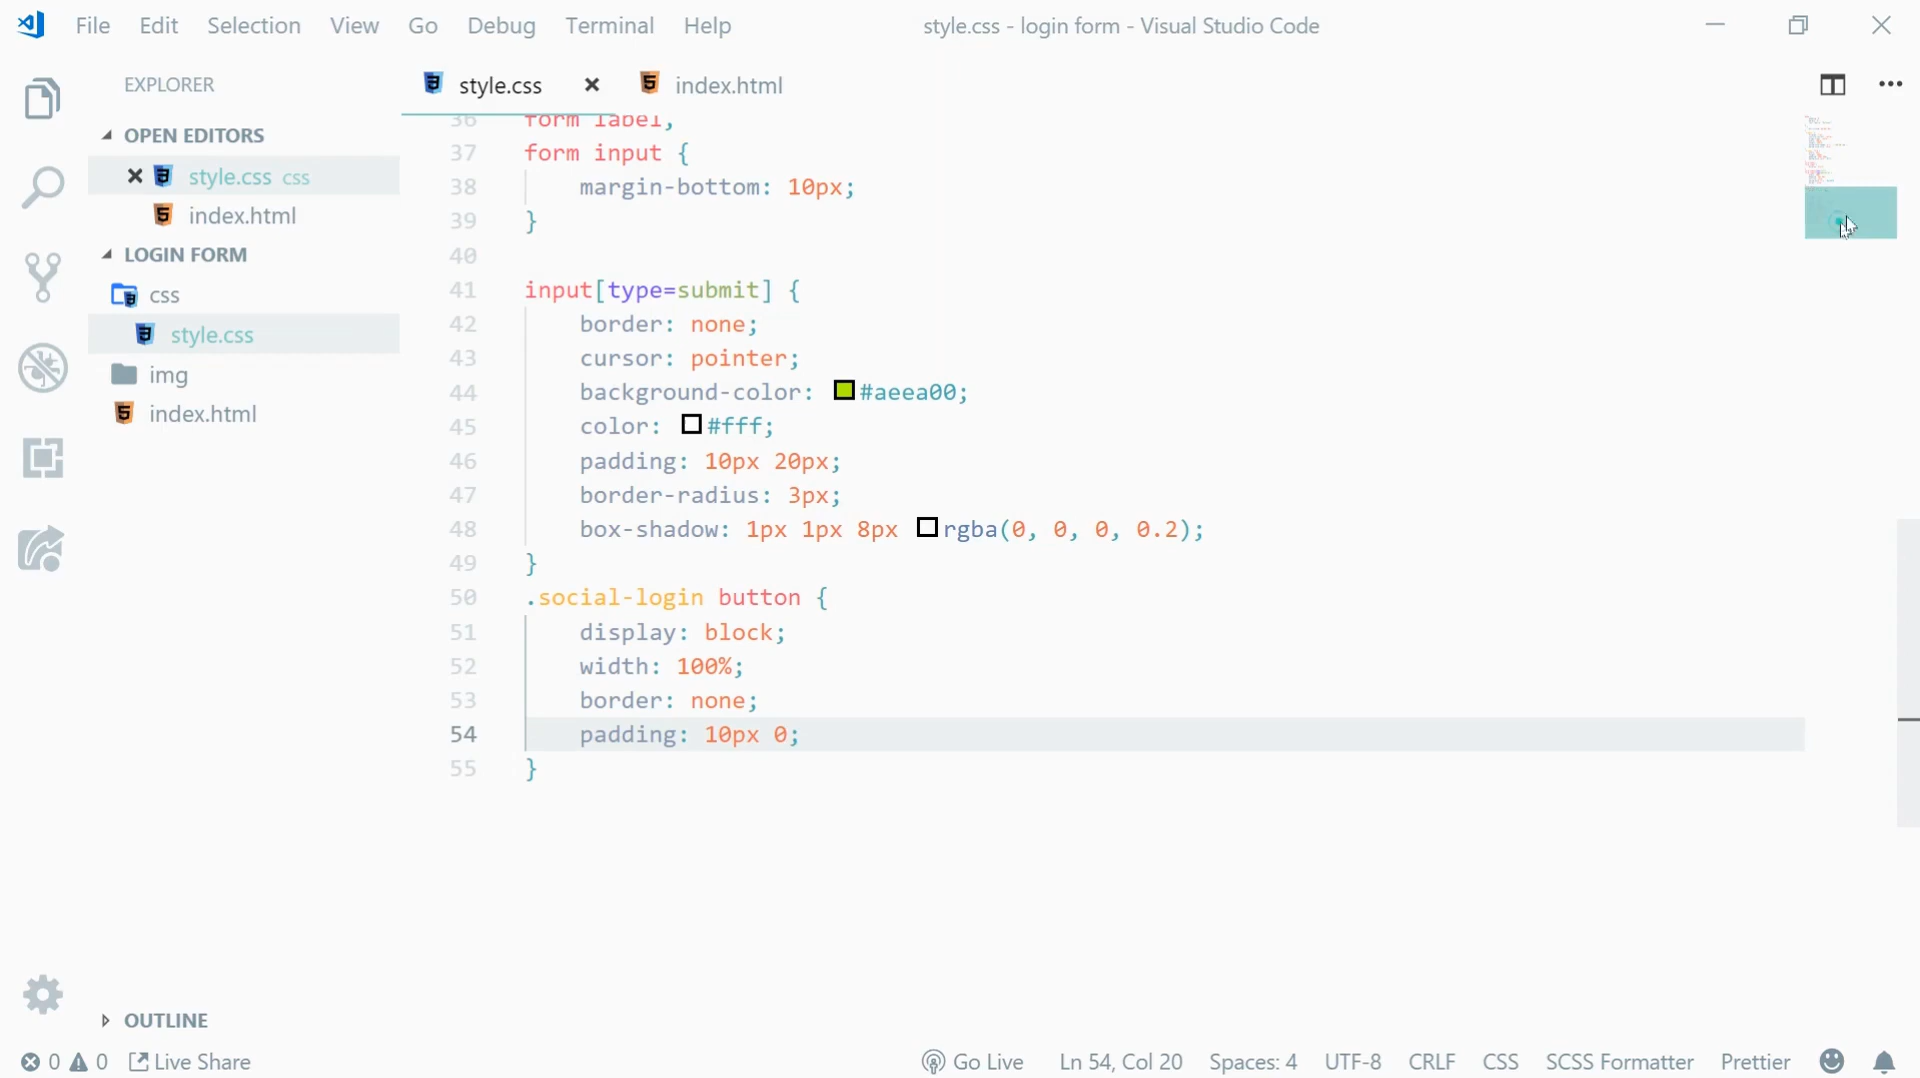 File Edit Selection View Go Debug Terminal Help style.css - login form - Visual Studio Code
EXPLORER
OPEN EDITORS
style.css css
index.html
LOGIN FORM
css
style.css
img
index.html
OUTLINE
style.css index.html
36 form label,
37 form input {
38 margin-bottom: 10px;
39 }
40
41 input[type=submit] {
42 border: none;
43 cursor: pointer;
44 background-color: #aeea00;
45 color: #fff;
46 padding: 10px 20px;
47 border-radius: 3px;
48 box-shadow: 1px 1px 8px rgba(0, 0, 0, 0.2);
49 }
50 .social-login button {
51 display: block;
52 width: 100%;
53 border: none;
54 padding: 10px 0;
55 }
0 0 Live Share Go Live Ln 54, Col 20 Spaces: 4 UTF-8 CRLF CSS SCSS Formatter Prettier